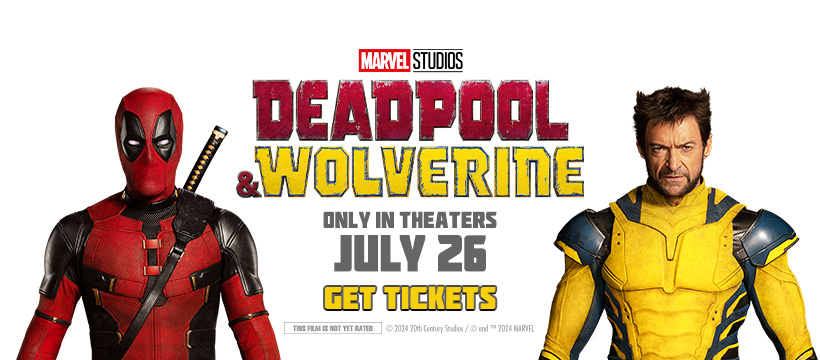 MARVEL STUDIOS
DEADPOOL
& WOLVERINE
ONLY IN THEATERS
JULY 26
GET TICKETS
THIS FILM IS NOT YET RATED © 2024 20th Century Studios / © and ™ 2024 MARVEL